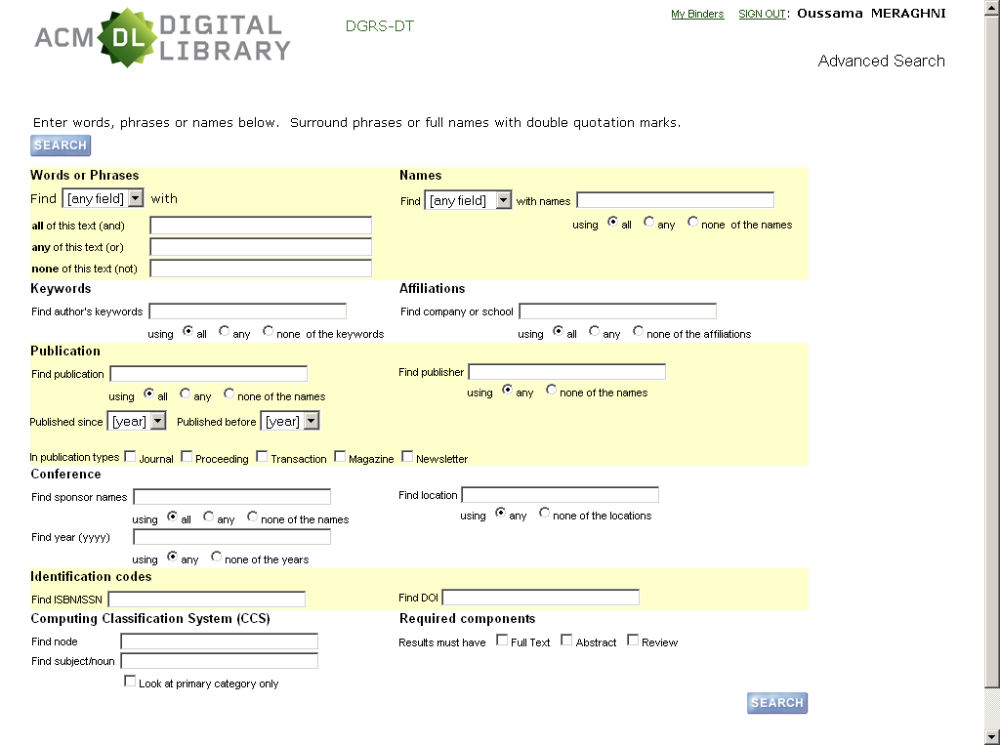 ACM DL DIGITAL LIBRARY
DGRS-DT
My Binders SIGN OUT: Oussama MERAGHNI
Advanced Search
Enter words, phrases or names below. Surround phrases or full names with double quotation marks.
SEARCH
Words or Phrases
Find [any field] with
all of this text (and)
any of this text (or)
none of this text (not)
Names
Find [any field] with names
using all any none of the names
Keywords
Find author's keywords
using all any none of the keywords
Affiliations
Find company or school
using all any none of the affiliations
Publication
Find publication
using all any none of the names
Find publisher
using any none of the names
Published since [year] Published before [year]
In publication types Journal Proceeding Transaction Magazine Newsletter
Conference
Find sponsor names
using all any none of the names
Find location
using any none of the locations
Find year (yyyy)
using any none of the years
Identification codes
Find ISBN/ISSN
Find DOI
Computing Classification System (CCS)
Find node
Find subject/noun
Look at primary category only
Required components
Results must have Full Text Abstract Review
SEARCH